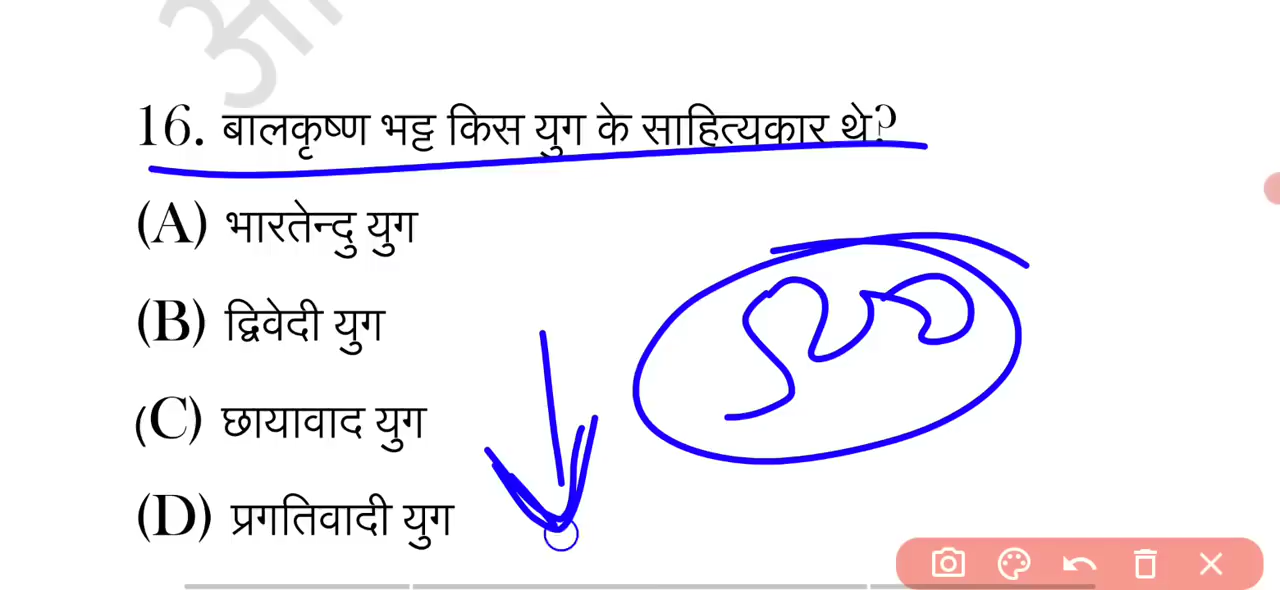 16. बालकृष्ण भट्ट किस युग के साहित्यकार थे?
(A) भारतेन्दु युग
(B) द्विवेदी युग
(C) छायावाद युग
(D) प्रगतिवादी युग